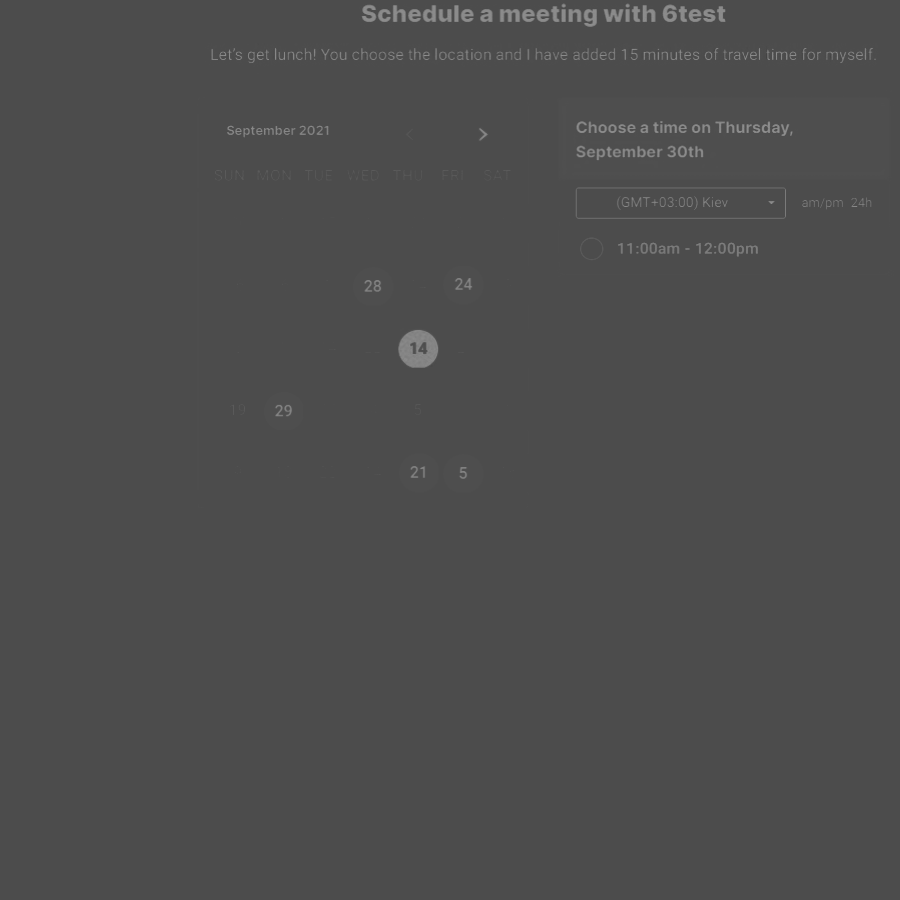 Schedule a meeting with 6test
Let's get lunch! You choose the location and I have added 15 minutes of travel time for myself.
September 2021
SUN MON TUE WED THU FRI SAT
28 24
14
19 29 5
21 5
Choose a time on Thursday,
September 30th
(GMT+03:00) Kiev am/pm 24h
11:00am - 12:00pm